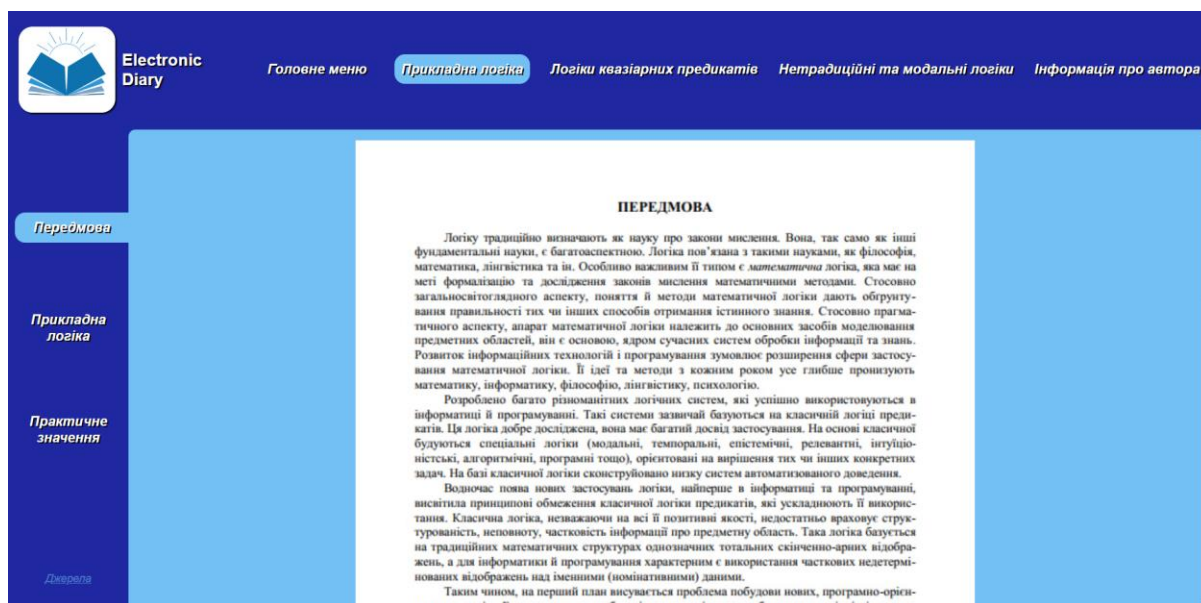 Electronic
Diary
Головне меню
Прикладна логіка
Логіки квазіарних предикатів
Нетрадиційні та модальні логіки
Інформація про автора
Передмова
Прикладна
логіка
Практичне
значення
Джерела
ПЕРЕДМОВА
Логіку традиційно визначають як науку про закони мислення. Вона, так само як інші
фундаментальні науки, є багатоаспектною. Логіка пов’язана з такими науками, як філософія,
математика, лінгвістика та ін. Особливо важливим її типом є математична логіка, яка має на
меті формалізацію та дослідження законів мислення математичними методами. Стосовно
загальносвітоглядного аспекту, поняття й методи математичної логіки дають обґрунту-
вання правильності тих чи інших способів отримання істинного знання. Стосовно прагма-
тичного аспекту, апарат математичної логіки належить до основних засобів моделювання
предметних областей, він є основою, ядром сучасних систем обробки інформації та знань.
Розвиток інформаційних технологій і програмування зумовлює розширення сфери застосу-
вання математичної логіки. Її ідеї та методи з кожним роком усе глибше пронизують
математику, інформатику, філософію, лінгвістику, психологію.
Розроблено багато різноманітних логічних систем, які успішно використовуються в
інформатиці й програмуванні. Такі системи зазвичай базуються на класичній логіці преди-
катів. Ця логіка добре досліджена, вона має багатий досвід застосування. На основі класичної
будуються спеціальні логіки (модальні, темпоральні, епістемічні, релевантні, інтуїціо-
ністські, алгоритмічні, програмні тощо), орієнтовані на вирішення тих чи інших конкретних
задач. На базі класичної логіки сконструйовано низку систем автоматизованого доведення.
Водночас поява нових застосувань логіки, найперше в інформатиці та програмуванні,
висвітила принципові обмеження класичної логіки предикатів, які ускладнюють її викорис-
тання. Класична логіка, незважаючи на всі її позитивні якості, недостатньо враховує струк-
турованість, неповноту, частковість інформації про предметну область. Така логіка базується
на традиційних математичних структурах однозначних тотальних скінченно-арних відобра-
жень, а для інформатики й програмування характерним є використання часткових недетермі-
нованих відображень над іменними (номінативними) даними.
Таким чином, на перший план висувається проблема побудови нових, програмно-орієн-